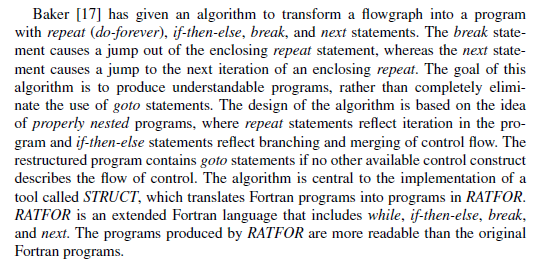 Baker [17] has given an algorithm to transform a flowgraph into a program
with repeat (do-forever), if-then-else, break, and next statements. The break state-
ment causes a jump out of the enclosing repeat statement, whereas the next state-
ment causes a jump to the next iteration of an enclosing repeat. The goal of this
algorithm is to produce understandable programs, rather than completely elimi-
nate the use of goto statements. The design of the algorithm is based on the idea
of properly nested programs, where repeat statements reflect iteration in the pro-
gram and if-then-else statements reflect branching and merging of control flow. The
restructured program contains goto statements if no other available control construct
describes the flow of control. The algorithm is central to the implementation of a
tool called STRUCT, which translates Fortran programs into programs in RATFOR.
RATFOR is an extended Fortran language that includes while, if-then-else, break,
and next. The programs produced by RATFOR are more readable than the original
Fortran programs.